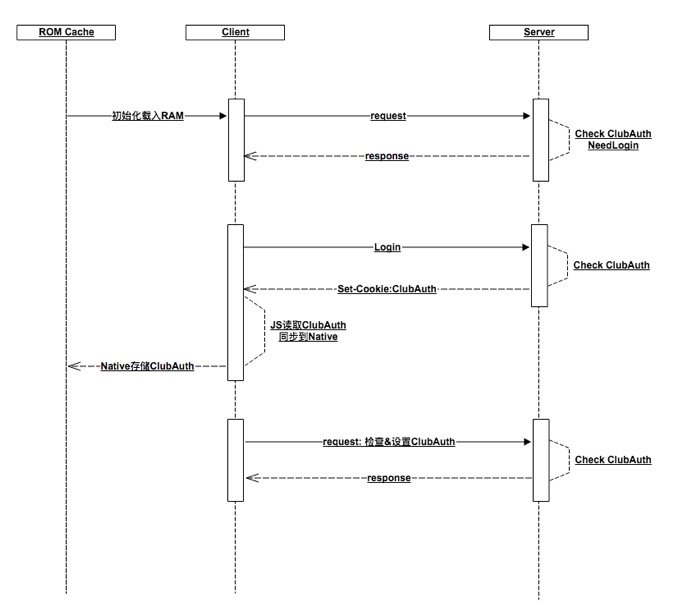 ROM Cache
Client
Server
初始化载入RAM
request
Check ClubAuth
NeedLogin
response
Login
Check ClubAuth
Set-Cookie:ClubAuth
JS读取ClubAuth
同步到Native
Native存储ClubAuth
request: 检查&设置ClubAuth
Check ClubAuth
response